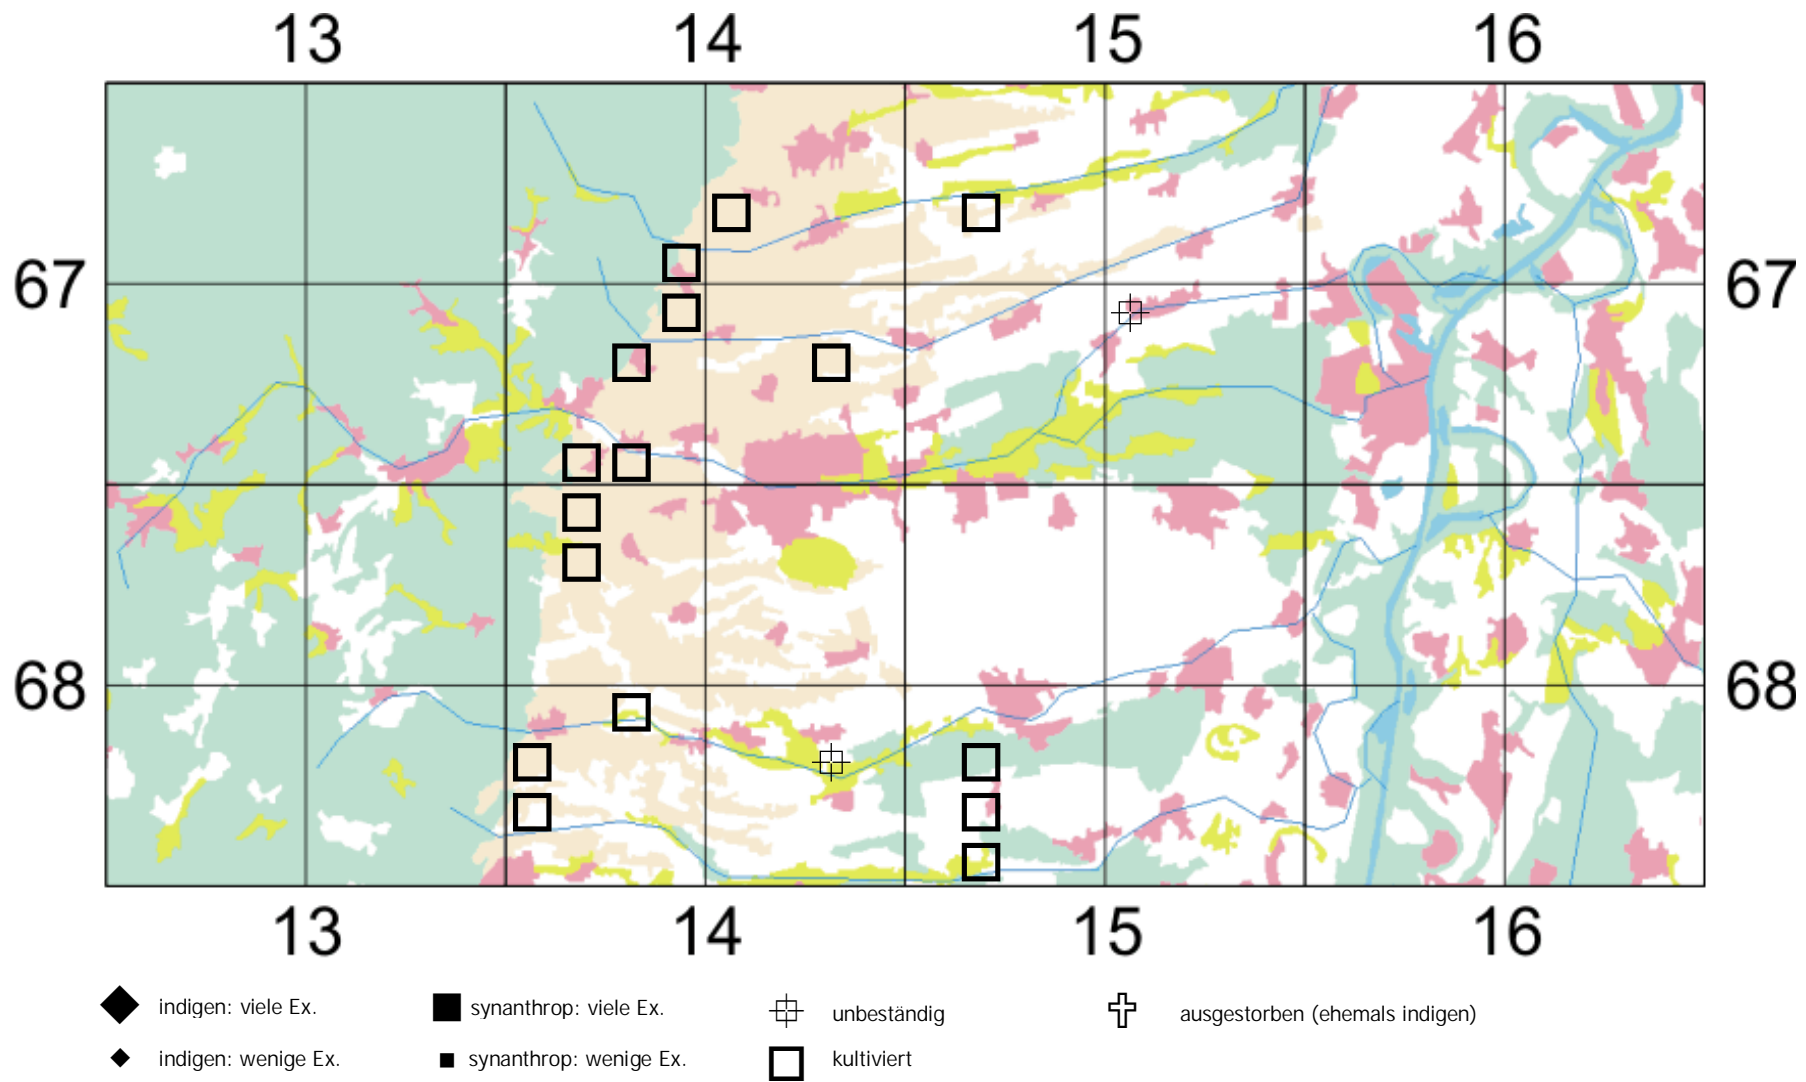 13 14 15 16
67 67
68 68
13 14 15 16
indigen: viele Ex. synanthrop: viele Ex. unbeständig ausgestorben (ehemals indigen)
indigen: wenige Ex. synanthrop: wenige Ex. kultiviert